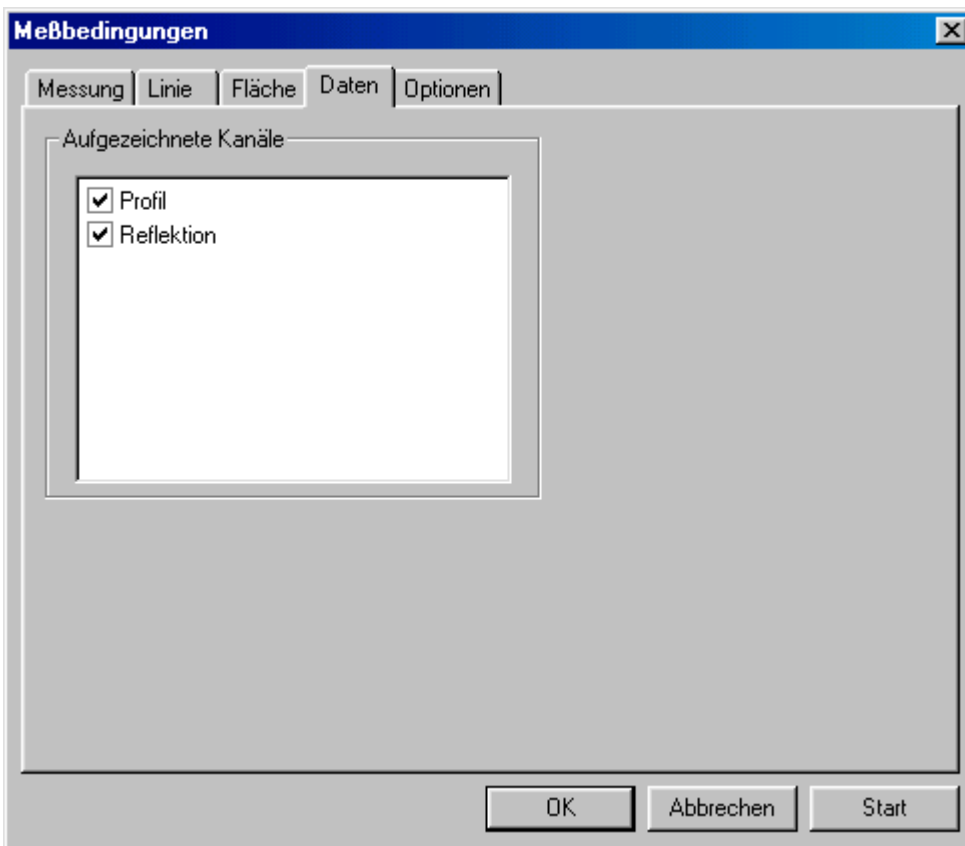 Meßbedingungen
Messung Linie Fläche Daten Optionen
Aufgezeichnete Kanäle
Profil
Reflektion
OK Abbrechen Start